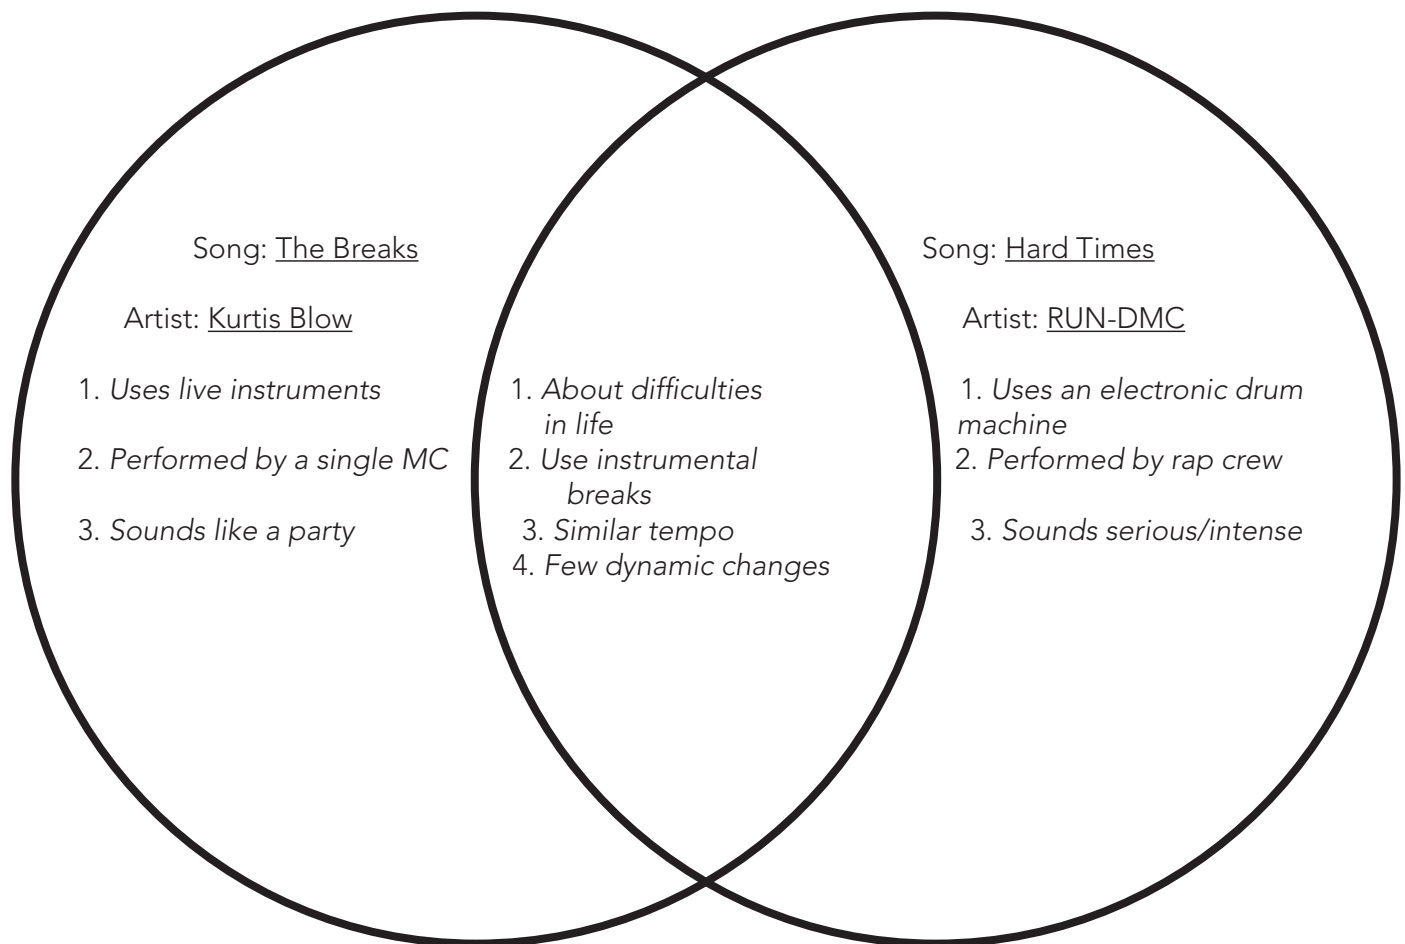 Song: The Breaks
Artist: Kurtis Blow
1. Uses live instruments
2. Performed by a single MC
3. Sounds like a party
1. About difficulties
in life
2. Use instrumental
breaks
3. Similar tempo
4. Few dynamic changes
Song: Hard Times
Artist: RUN-DMC
1. Uses an electronic drum
machine
2. Performed by rap crew
3. Sounds serious/intense